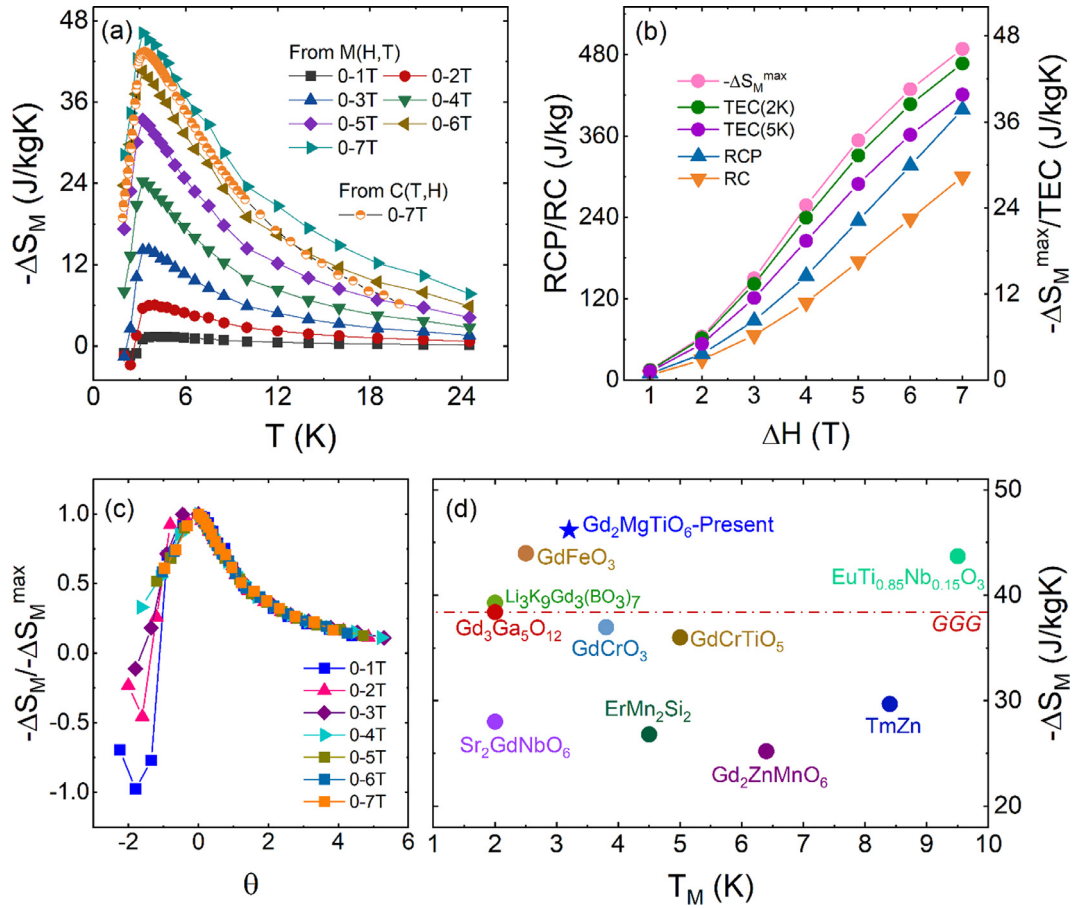 (a)
-ΔS_M (J/kgK)
48
36
24
12
0
From M(H,T)
0-1T 0-2T
0-3T 0-4T
0-5T 0-6T
0-7T
From C(T,H)
0-7T
0 6 12 18 24
T (K)
(b)
RCP/RC (J/kg)
480
360
240
120
0
-ΔS_M^max
TEC(2K)
TEC(5K)
RCP
RC
48
36
24
12
0
-ΔS_M^max/TEC (J/kgK)
1 2 3 4 5 6 7
ΔH (T)
(c)
-ΔS_M/-ΔS_M^max
1.0
0.5
0.0
-0.5
-1.0
0-1T
0-2T
0-3T
0-4T
0-5T
0-6T
0-7T
-2 0 2 4 6
θ
(d)
Gd₂MgTiO₆-Present
GdFeO₃
EuTi₀.₈₅Nb₀.₁₅O₃
Li₃K₉Gd₃(BO₃)₇
Gd₃Ga₅O₁₂
GGG
GdCrO₃
GdCrTiO₅
ErMn₂Si₂
TmZn
Sr₂GdNbO₆
Gd₂ZnMnO₆
50
40
30
20
-ΔS_M (J/kgK)
1 2 3 4 5 6 7 8 9 10
T_M (K)